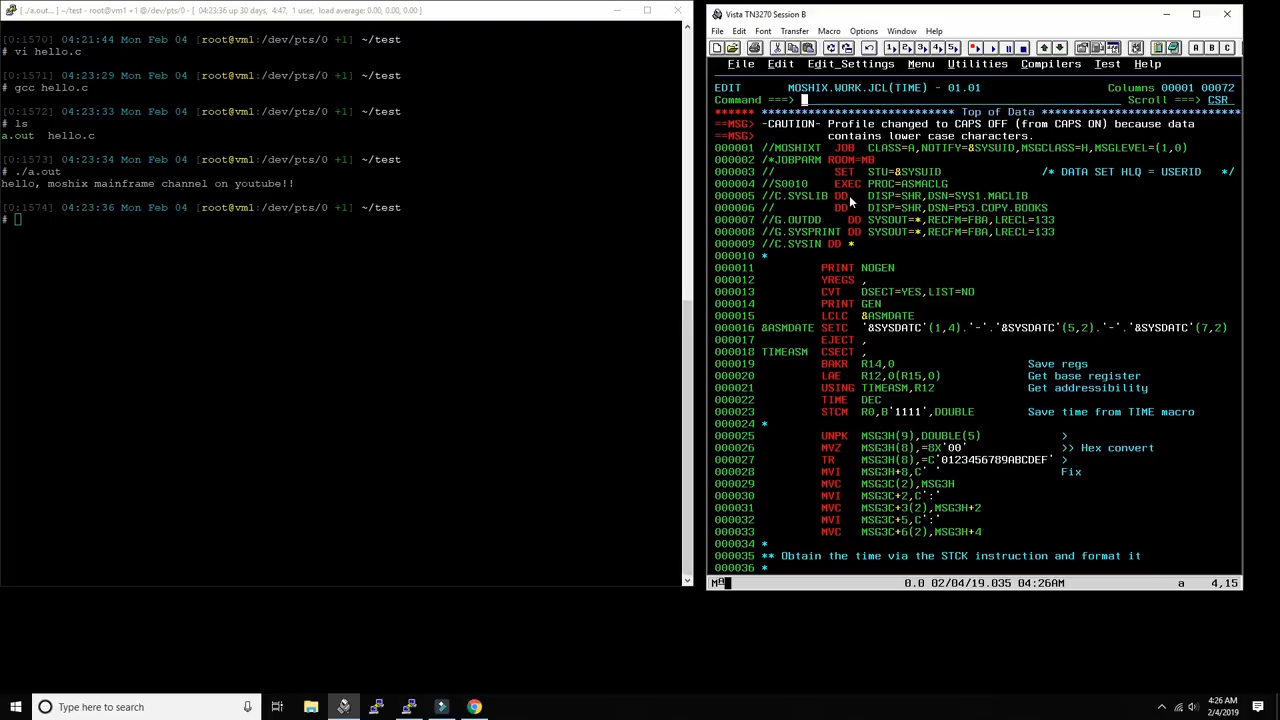 [ ./a.out... ] ~/test - [root@vm1 +1 @/dev/pts/0 ] - [ 04:23:36 up 30 days, 4:47, 1 user, load average: 0.00, 0.00, 0.00 ]
[0:1571] 04:21:44 Mon Feb 04 [root@vm1:/dev/pts/0 +1] ~/test
# vi hello.c
[0:1571] 04:23:29 Mon Feb 04 [root@vm1:/dev/pts/0 +1] ~/test
# gcc hello.c
[0:1572] 04:23:33 Mon Feb 04 [root@vm1:/dev/pts/0 +1] ~/test
# ls
a.out hello.c
[0:1573] 04:23:34 Mon Feb 04 [root@vm1:/dev/pts/0 +1] ~/test
# ./a.out
hello, moshix mainframe channel on youtube!!
[0:1574] 04:23:36 Mon Feb 04 [root@vm1:/dev/pts/0 +1] ~/test
#
Vista TN3270 Session B
File Edit Font Transfer Macro Options Window Help
1 2 3 4 5 A B C
File Edit Edit_Settings Menu Utilities Compilers Test Help
EDIT MOSHIX.WORK.JCL(TIME) - 01.01 Columns 00001 00072
Command ===> Scroll ===> CSR
****** ***************************** Top of Data ******************************
==MSG> -CAUTION- Profile changed to CAPS OFF (from CAPS ON) because data
==MSG> contains lower case characters.
000001 //MOSHIXT JOB CLASS=A,NOTIFY=&SYSUID,MSGCLASS=H,MSGLEVEL=(1,0)
000002 /*JOBPARM ROOM=MB
000003 // SET STU=&SYSUID /* DATA SET HLQ = USERID */
000004 //S0010 EXEC PROC=ASMACLG
000005 //C.SYSLIB DD DISP=SHR,DSN=SYS1.MACLIB
000006 // DD DISP=SHR,DSN=P53.COPY.BOOKS
000007 //G.OUTDD DD SYSOUT=*,RECFM=FBA,LRECL=133
000008 //G.SYSPRINT DD SYSOUT=*,RECFM=FBA,LRECL=133
000009 //C.SYSIN DD *
000010 *
000011 PRINT NOGEN
000012 YREGS ,
000013 CVT DSECT=YES,LIST=NO
000014 PRINT GEN
000015 LCLC &ASMDATE
000016 &ASMDATE SETC '&SYSDATC'(1,4).'-'.'&SYSDATC'(5,2).'-'.'&SYSDATC'(7,2)
000017 EJECT ,
000018 TIMEASM CSECT ,
000019 BAKR R14,0 Save regs
000020 LAE R12,0(R15,0) Get base register
000021 USING TIMEASM,R12 Get addressibility
000022 TIME DEC
000023 STCM R0,B'1111',DOUBLE Save time from TIME macro
000024 *
000025 UNPK MSG3H(9),DOUBLE(5) >
000026 MVZ MSG3H(8),=8X'00' >> Hex convert
000027 TR MSG3H(8),=C'0123456789ABCDEF' >
000028 MVI MSG3H+8,C' ' Fix
000029 MVC MSG3C(2),MSG3H
000030 MVI MSG3C+2,C':'
000031 MVC MSG3C+3(2),MSG3H+2
000032 MVI MSG3C+5,C':'
000033 MVC MSG3C+6(2),MSG3H+4
000034 *
000035 ** Obtain the time via the STCK instruction and format it
000036 *
0.0 02/04/19.035 04:26AM a 4,15
Type here to search
4:26 AM
2/4/2019